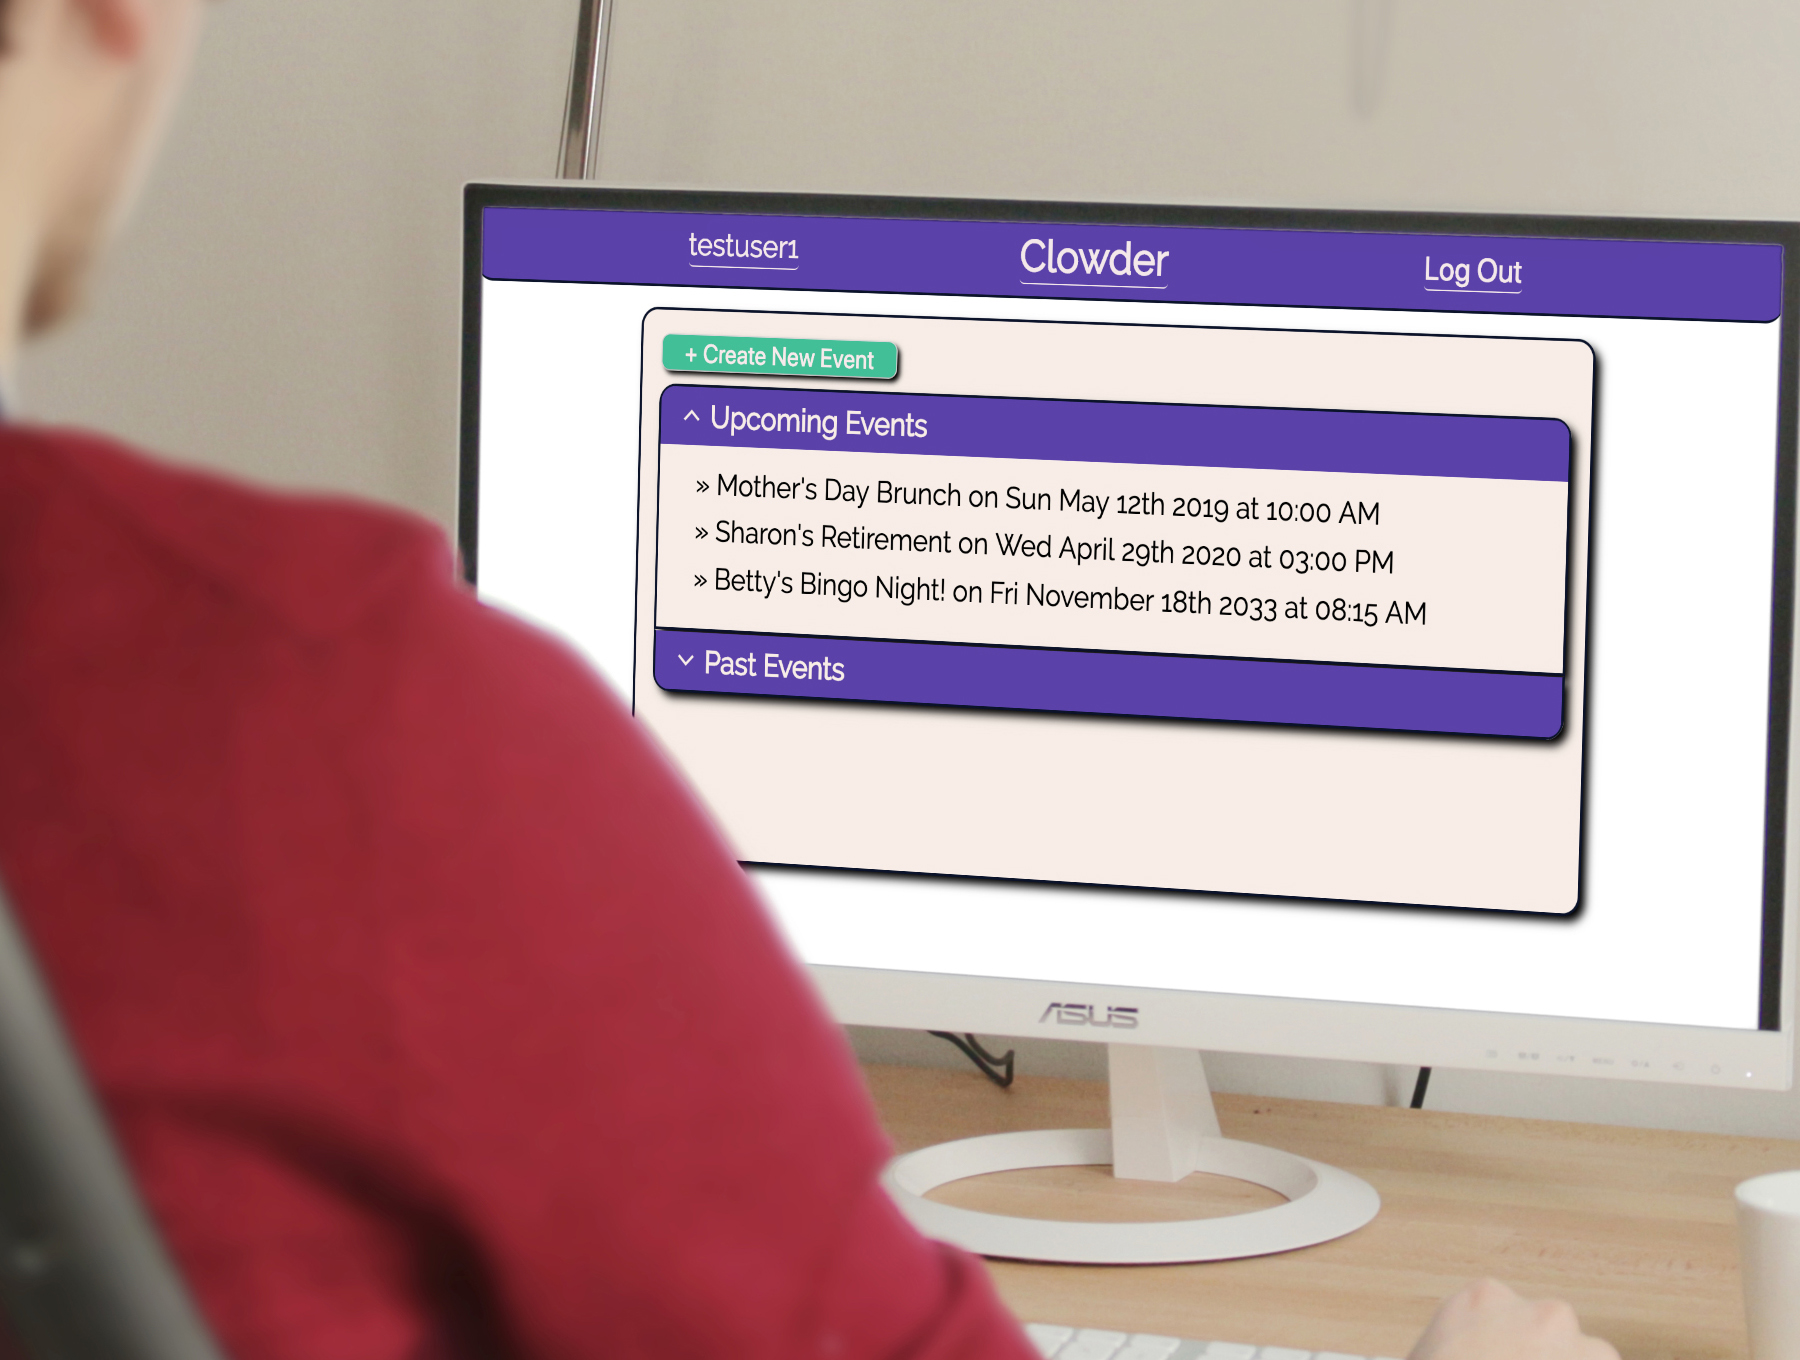 testuser1
Clowder
Log Out
+ Create New Event
^ Upcoming Events
» Mother's Day Brunch on Sun May 12th 2019 at 10:00 AM
» Sharon's Retirement on Wed April 29th 2020 at 03:00 PM
» Betty's Bingo Night! on Fri November 18th 2033 at 08:15 AM
Past Events
ASUS